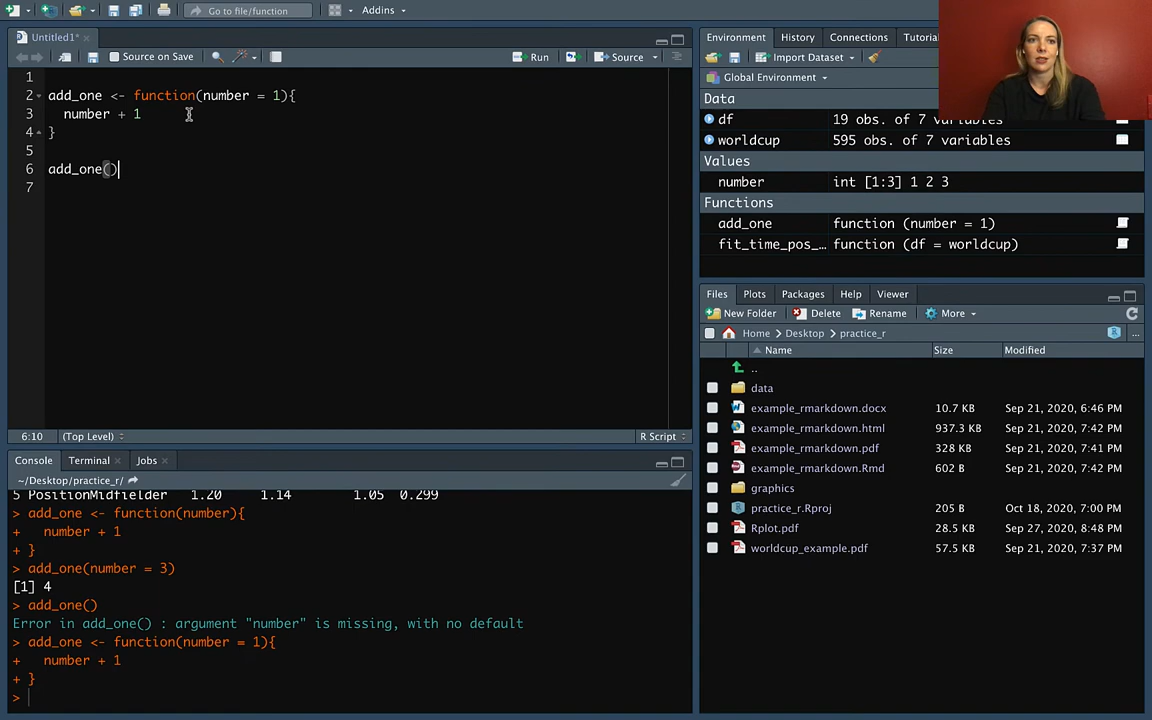 Go to file/function
Addins
Untitled1*
Source on Save
Run
Source
1
2 add_one <- function(number = 1){
3 number + 1
4 }
5
6 add_one()
7
6:10 (Top Level) R Script
Console Terminal Jobs
~/Desktop/practice_r/
5 PositionMidfielder 1.20 1.14 1.05 0.299
> add_one <- function(number){
+ number + 1
+ }
> add_one(number = 3)
[1] 4
> add_one()
Error in add_one() : argument "number" is missing, with no default
> add_one <- function(number = 1){
+ number + 1
+ }
>
Environment History Connections Tutorial
Import Dataset
Global Environment
Data
df 19 obs. of 7 variables
worldcup 595 obs. of 7 variables
Values
number int [1:3] 1 2 3
Functions
add_one function (number = 1)
fit_time_pos_… function (df = worldcup)
Files Plots Packages Help Viewer
New Folder Delete Rename More
Home Desktop practice_r
Name Size Modified
..
data
example_rmarkdown.docx 10.7 KB Sep 21, 2020, 6:46 PM
example_rmarkdown.html 937.3 KB Sep 21, 2020, 7:42 PM
example_rmarkdown.pdf 328 KB Sep 21, 2020, 7:41 PM
example_rmarkdown.Rmd 602 B Sep 21, 2020, 7:42 PM
graphics
practice_r.Rproj 205 B Oct 18, 2020, 7:00 PM
Rplot.pdf 28.5 KB Sep 27, 2020, 8:48 PM
worldcup_example.pdf 57.5 KB Sep 21, 2020, 7:37 PM